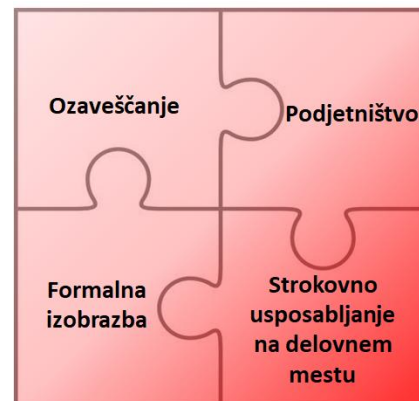 Ozaveščanje
Podjetništvo
Formalna
izobrazba
Strokovno
usposabljanje
na delovnem
mestu